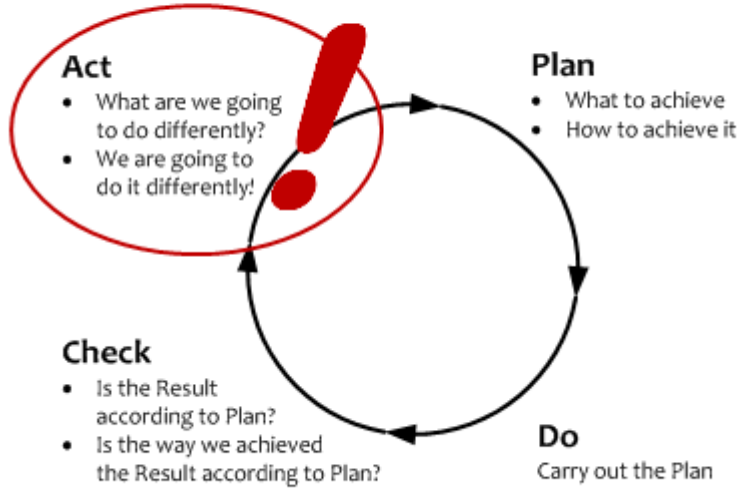 Act
• What are we going
to do differently?
• We are going to
do it differently!
Plan
• What to achieve
• How to achieve it
Check
• Is the Result
according to Plan?
• Is the way we achieved
the Result according to Plan?
Do
Carry out the Plan